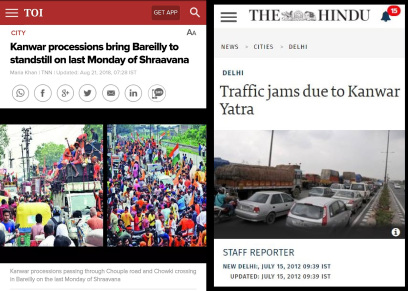 TOI
GET APP
CITY
AA
Kanwar processions bring Bareilly to
standstill on last Monday of Shraavana
Maria Khan | TNN | Updated: Aug 21, 2018, 07:29 IST
Kanwar processions passing through Choupla road and Chowki crossing
in Bareilly on last Monday of Shraavana
THE HINDU
15
NEWS • CITIES • DELHI
DELHI
Traffic jams due to Kanwar
Yatra
STAFF REPORTER
NEW DELHI, JULY 15, 2012 09:39 IST
UPDATED: JULY 15, 2012 09:39 IST